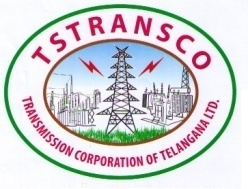 TSTRANSCO
TRANSMISSION CORPORATION OF TELANGANA LTD.